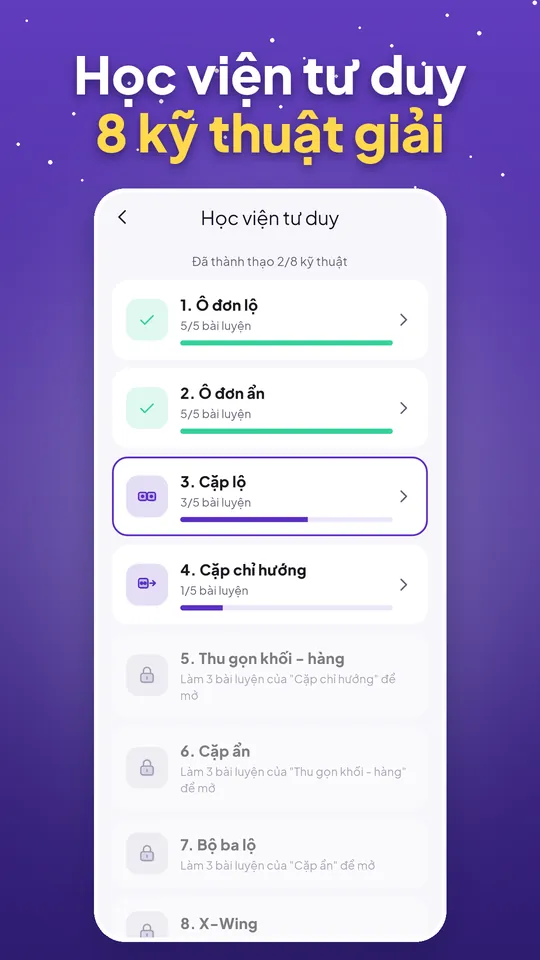 Học viện tư duy
8 kỹ thuật giải
Học viện tư duy
Đã thành thạo 2/8 kỹ thuật
1. Ô đơn lộ
5/5 bài luyện
2. Ô đơn ẩn
5/5 bài luyện
3. Cặp lộ
3/5 bài luyện
4. Cặp chỉ hướng
1/5 bài luyện
5. Thu gọn khối - hàng
Làm 3 bài luyện của "Cặp chỉ hướng" để
mở
6. Cặp ẩn
Làm 3 bài luyện của "Thu gọn khối - hàng"
để mở
7. Bộ ba lộ
Làm 3 bài luyện của "Cặp ẩn" để mở
8. X-Wing